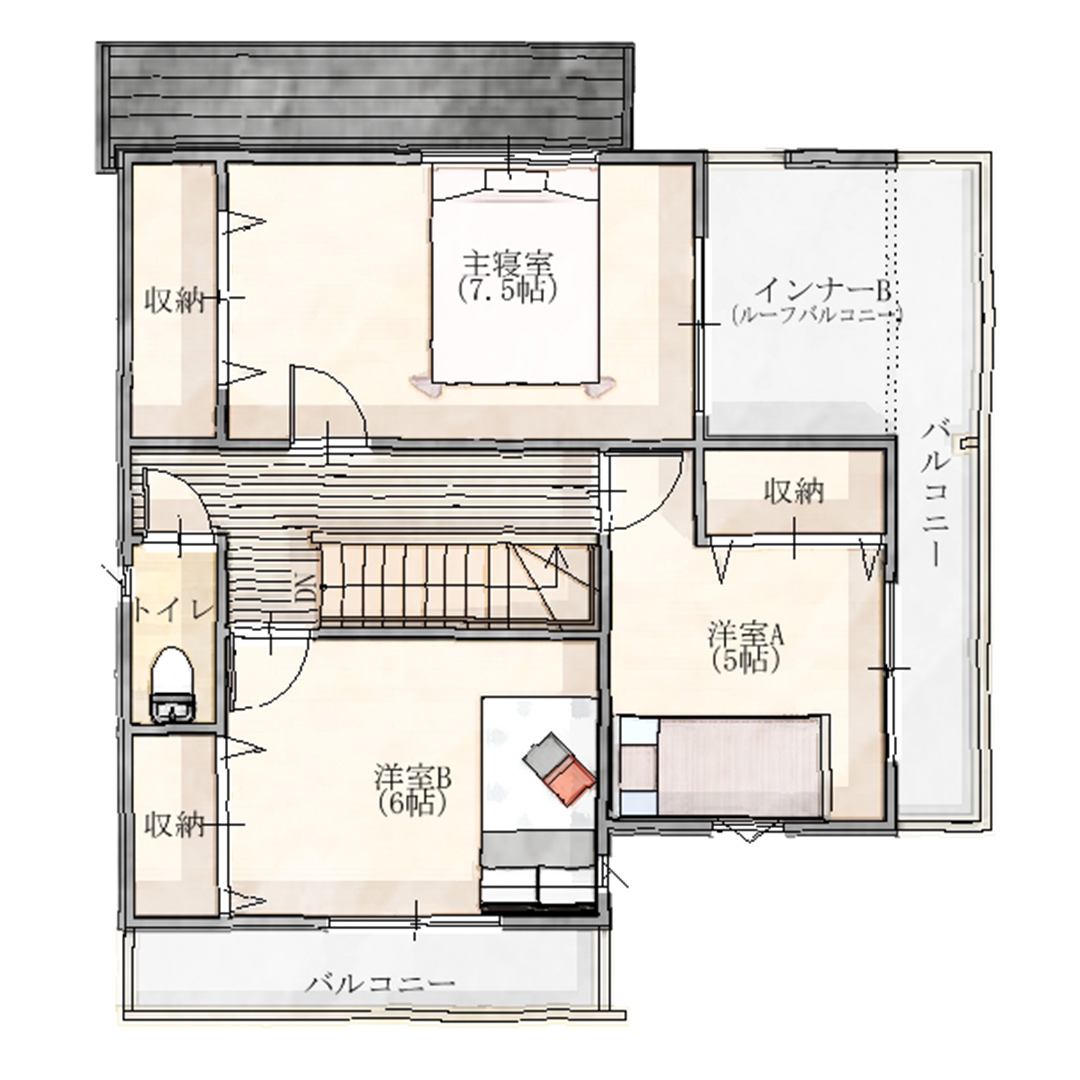 主寝室
(7.5帖)
収納
インナーB
(ルーフバルコニー)
バルコニー
収納
DN
トイレ
洋室A
(5帖)
洋室B
(6帖)
収納
バルコニー